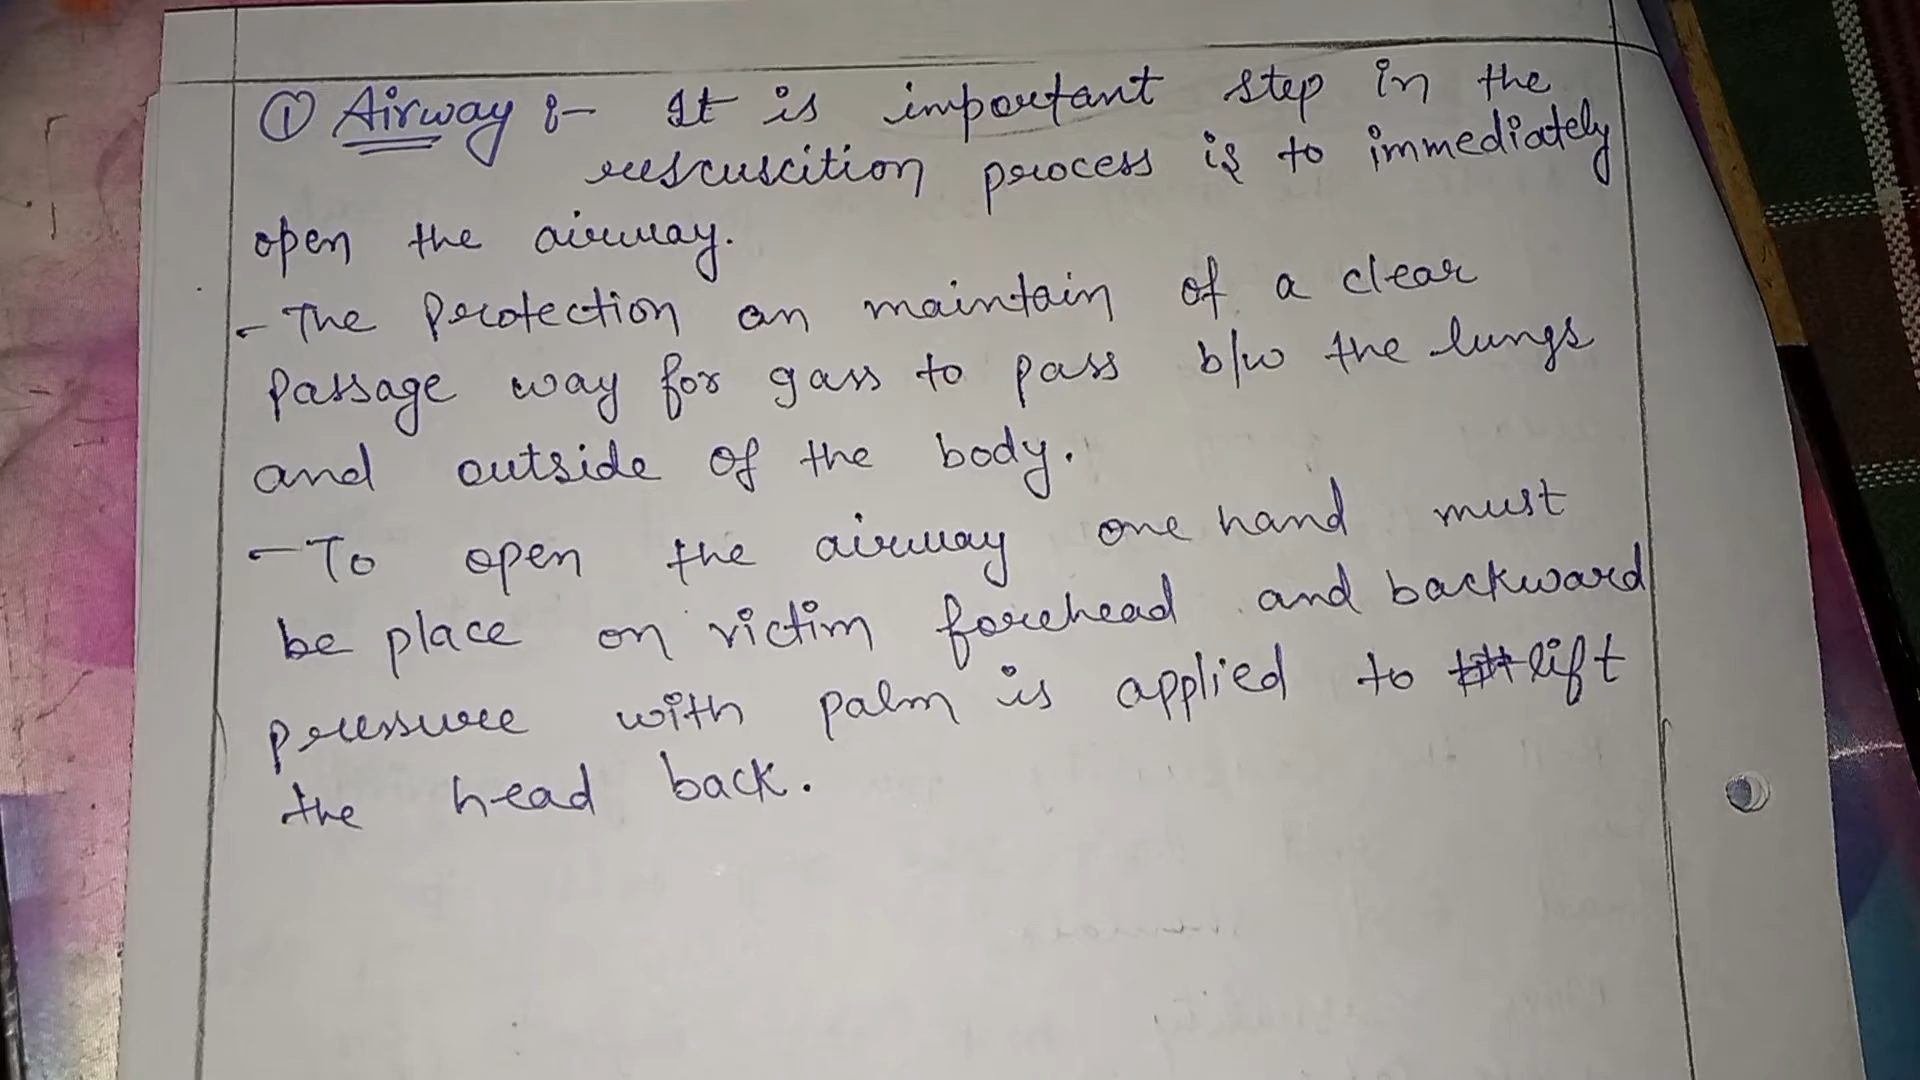 ① Airway :- It is important step in the
rescuscition process is to immediately
open the airway.
- The Protection an maintain of a clear
Passage way for gass to pass b/w the lungs
and outside of the body.
- To open the airway one hand must
be place on victim forehead and backward
pressure with palm is applied to lift
the head back.